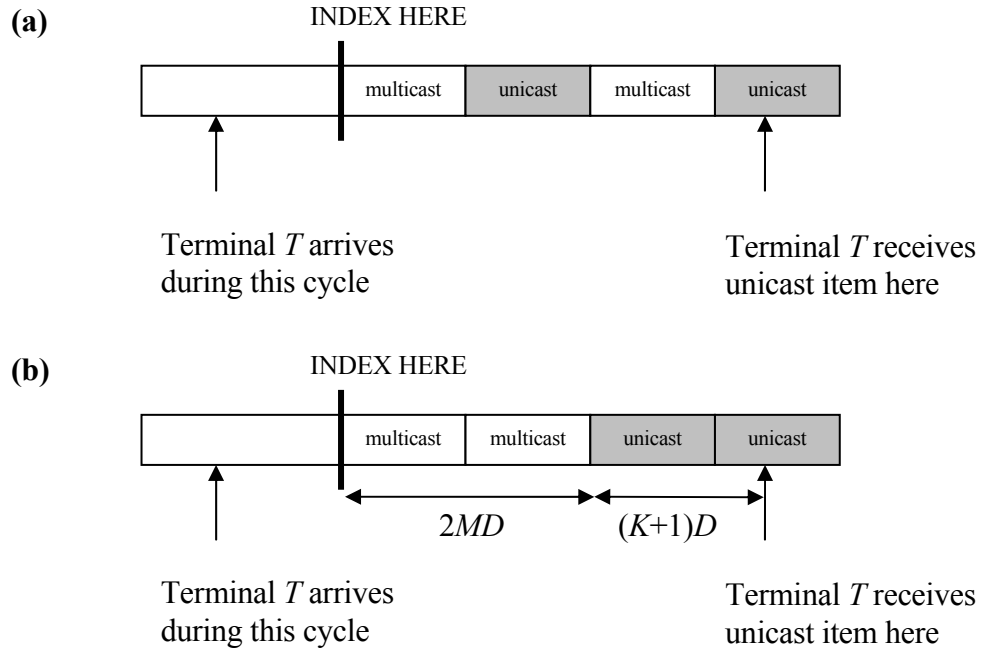 (a)
INDEX HERE
multicast unicast multicast unicast
Terminal T arrives
during this cycle
Terminal T receives
unicast item here
(b)
INDEX HERE
multicast multicast unicast unicast
2MD (K+1)D
Terminal T arrives
during this cycle
Terminal T receives
unicast item here